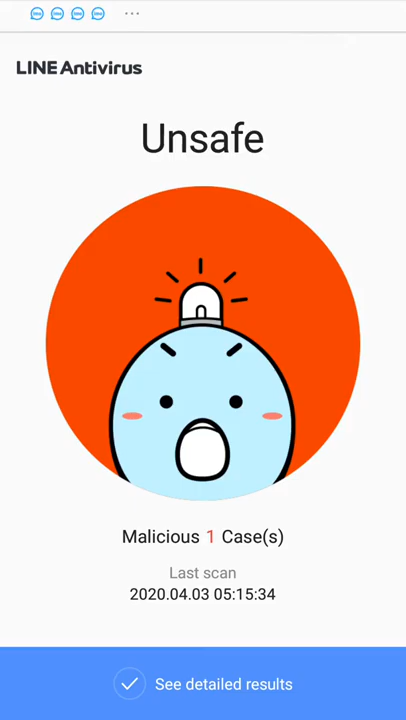 LINE Antivirus
Unsafe
Malicious 1 Case(s)
Last scan
2020.04.03 05:15:34
See detailed results